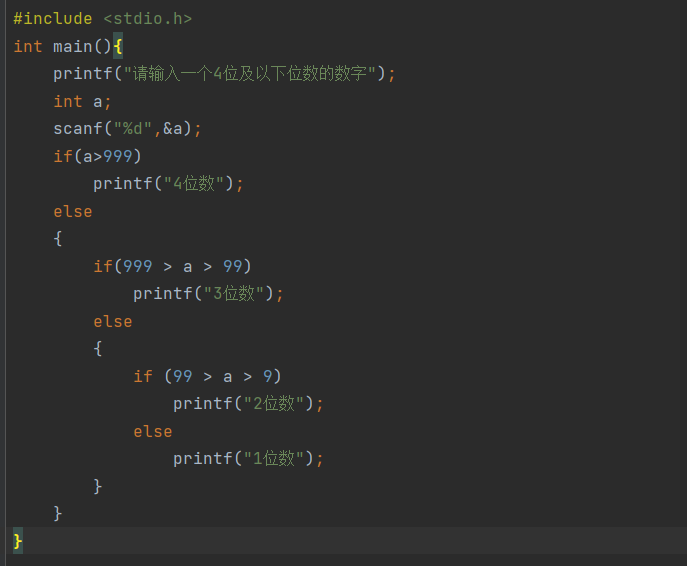 #include <stdio.h>
int main(){
    printf("请输入一个4位及以下位数的数字");
    int a;
    scanf("%d",&a);
    if(a>999)
        printf("4位数");
    else
    {
        if(999 > a > 99)
            printf("3位数");
        else
        {
            if (99 > a > 9)
                printf("2位数");
            else
                printf("1位数");
        }
    }
}